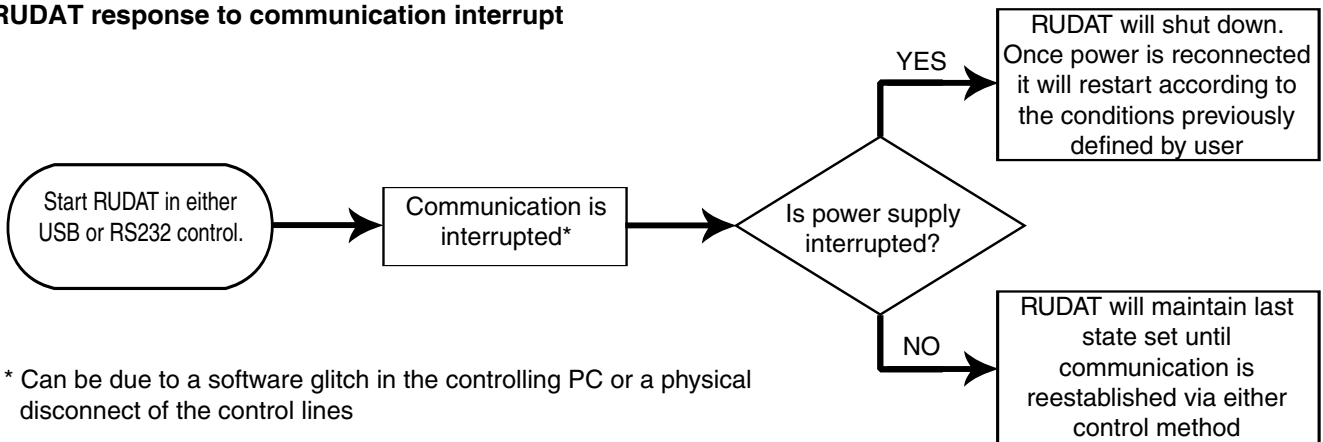 RUDAT response to communication interrupt
Start RUDAT in either
USB or RS232 control.
Communication is
interrupted*
Is power supply
interrupted?
YES
RUDAT will shut down.
Once power is reconnected
it will restart according to
the conditions previously
defined by user
NO
RUDAT will maintain last
state set until
communication is
reestablished via either
control method
* Can be due to a software glitch in the controlling PC or a physical
disconnect of the control lines